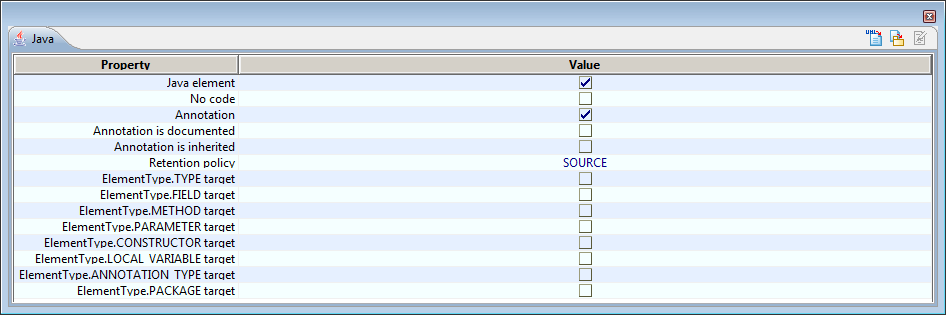 Java
UML
Property Value
Java element
No code
Annotation
Annotation is documented
Annotation is inherited
Retention policy SOURCE
ElementType.TYPE target
ElementType.FIELD target
ElementType.METHOD target
ElementType.PARAMETER target
ElementType.CONSTRUCTOR target
ElementType.LOCAL_VARIABLE target
ElementType.ANNOTATION_TYPE target
ElementType.PACKAGE target